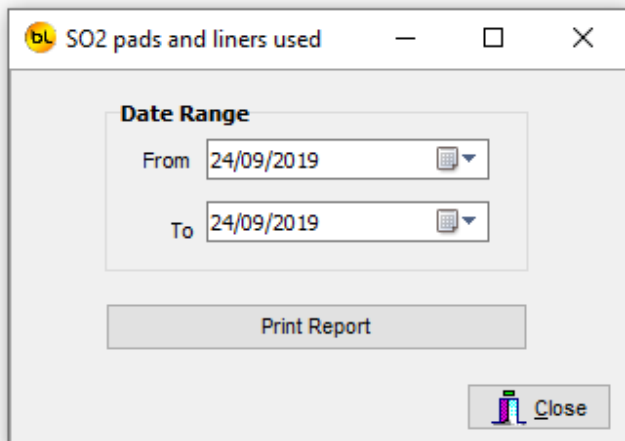 bL SO2 pads and liners used
Date Range
From 24/09/2019
To 24/09/2019
Print Report
Close